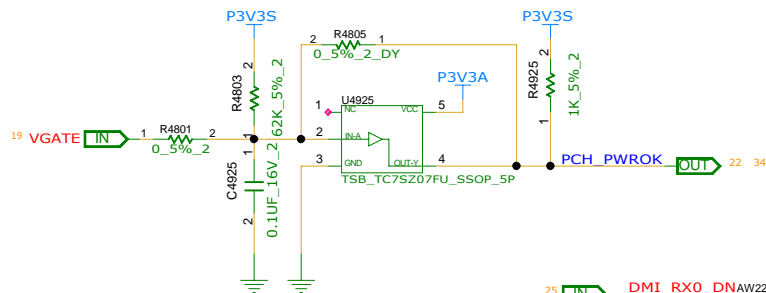 P3V3S
P3V3S
2 R4805 1
0_5%_2_DY
P3V3A
2
R4803
62K_5%_2
1
2
R4925
1K_5%_2
1
U4925
1 NC VCC 5
19 VGATE IN 1 R4801 2
0_5%_2
2 IN-A
3 GND OUT-Y 4
TSB_TC7SZ07FU_SSOP_5P
PCH_PWROK OUT 22 34
1
C4925
0.1UF_16V_2
2
25 IN DMI_RX0_DN AW22